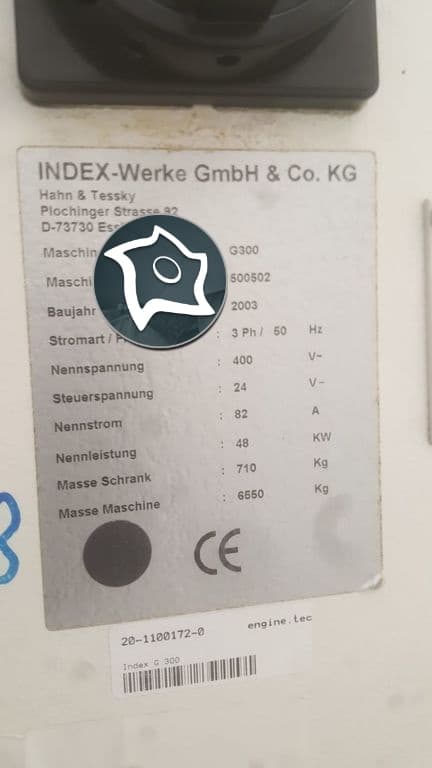 INDEX-Werke GmbH & Co. KG
Hahn & Tessky
Plochinger Strasse 92
D-73730
G300
500502
Baujahr 2003
Stromart / : 3 Ph / 50 Hz
Nennspannung : 400 V~
Steuerspannung : 24 V-
Nennstrom : 82 A
Nennleistung : 48 KW
Masse Schrank : 710 Kg
Masse Maschine : 6550 Kg
CE
20-1100172-0 engine.tec
Index G 300